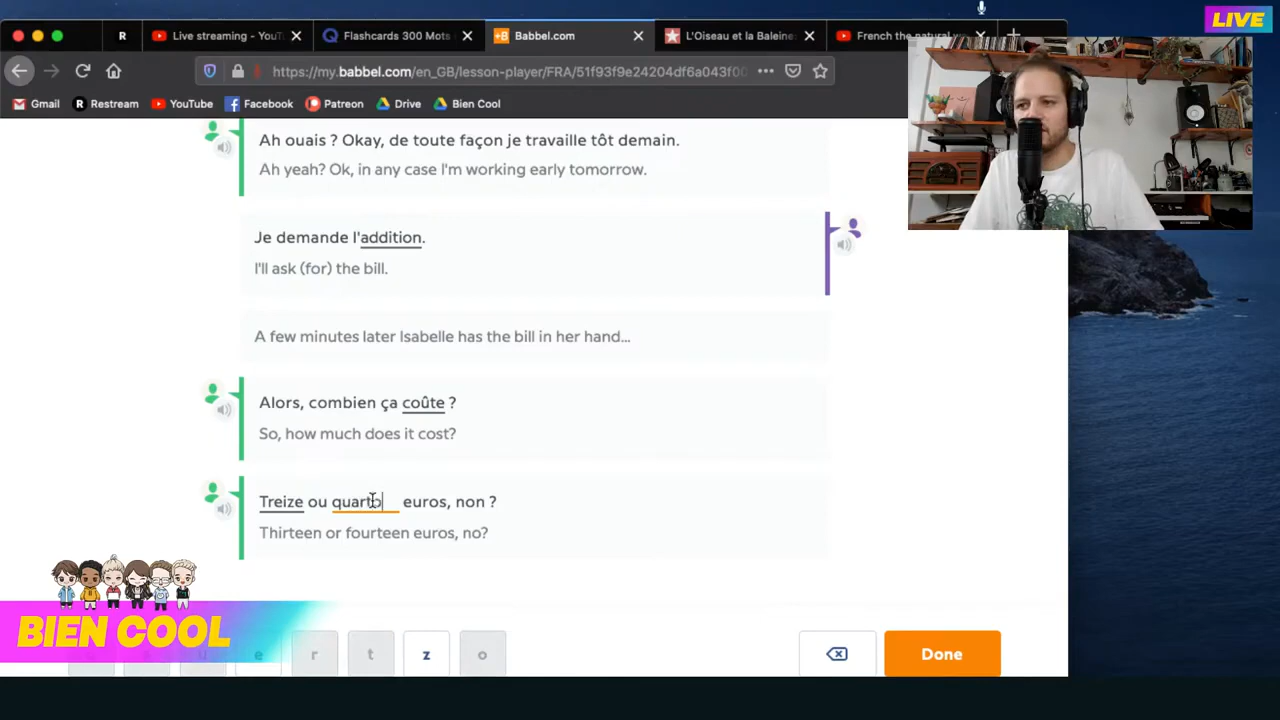 LIVE
R
Live streaming - YouT
Flashcards 300 Mots
+B Babbel.com
L'Oiseau et la Baleine:
French the natural
https://my.babbel.com/en_GB/lesson-player/FRA/51f93f9e24204df6a043f00
Gmail
Restream
YouTube
Facebook
Patreon
Drive
Bien Cool
Ah ouais ? Okay, de toute façon je travaille tôt demain.
Ah yeah? Ok, in any case I'm working early tomorrow.
Je demande l'addition.
I'll ask (for) the bill.
A few minutes later Isabelle has the bill in her hand...
Alors, combien ça coûte ?
So, how much does it cost?
Treize ou quarto euros, non ?
Thirteen or fourteen euros, no?
BIEN COOL
e r t z o
Done